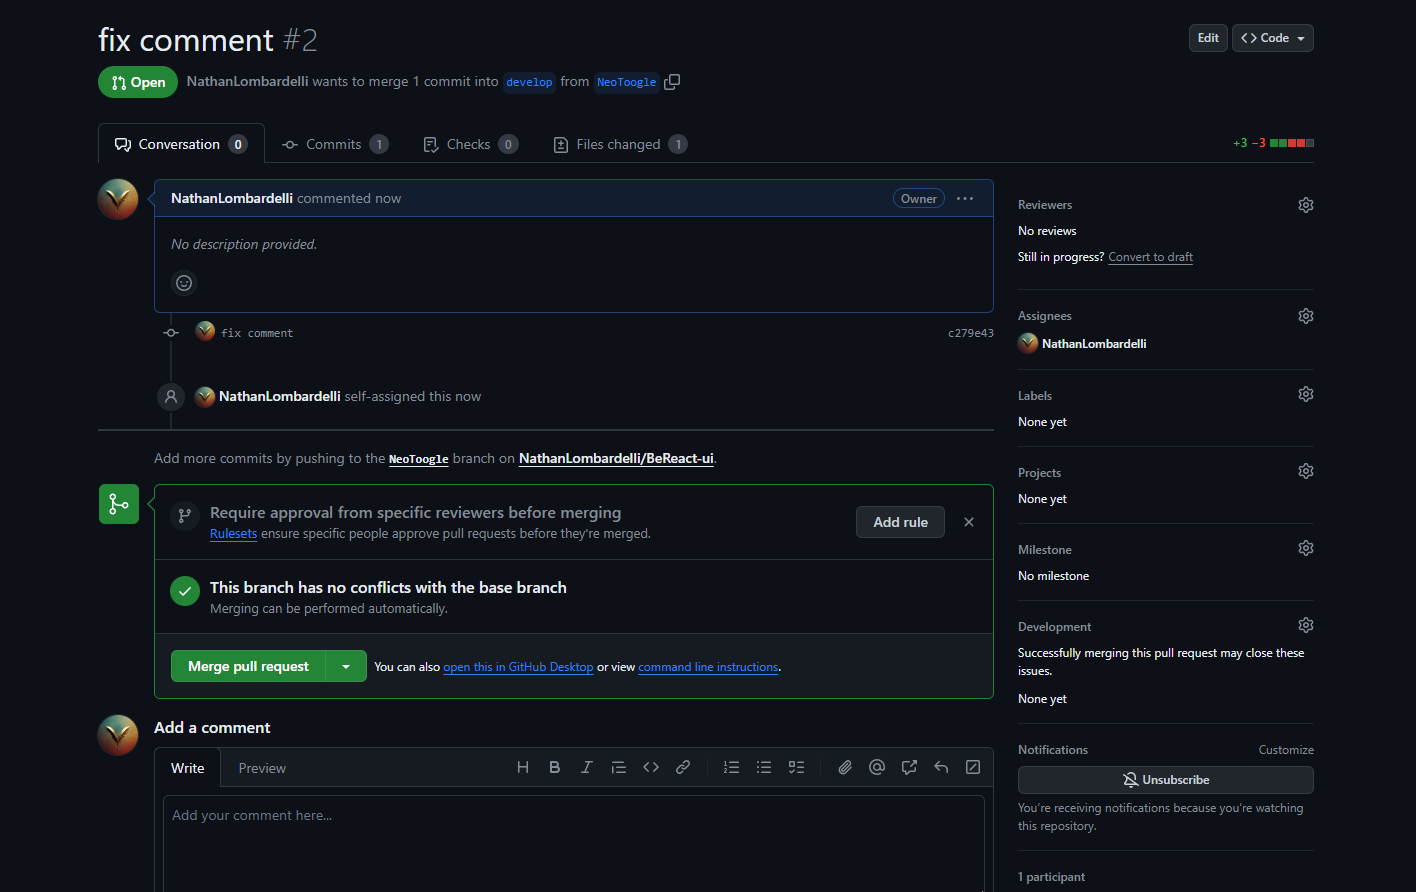 fix comment #2
Edit
<> Code
Open
NathanLombardelli wants to merge 1 commit into develop from NeoToogle
Conversation 0
Commits 1
Checks 0
Files changed 1
+3 −3
NathanLombardelli commented now
Owner
No description provided.
fix comment
c279e43
NathanLombardelli self-assigned this now
Add more commits by pushing to the NeoToogle branch on NathanLombardelli/BeReact-ui.
Require approval from specific reviewers before merging
Rulesets ensure specific people approve pull requests before they're merged.
Add rule
This branch has no conflicts with the base branch
Merging can be performed automatically.
Merge pull request
You can also open this in GitHub Desktop or view command line instructions.
Add a comment
Write
Preview
Add your comment here...
Reviewers
No reviews
Still in progress? Convert to draft
Assignees
NathanLombardelli
Labels
None yet
Projects
None yet
Milestone
No milestone
Development
Successfully merging this pull request may close these
issues.
None yet
Notifications
Customize
Unsubscribe
You're receiving notifications because you're watching
this repository.
1 participant